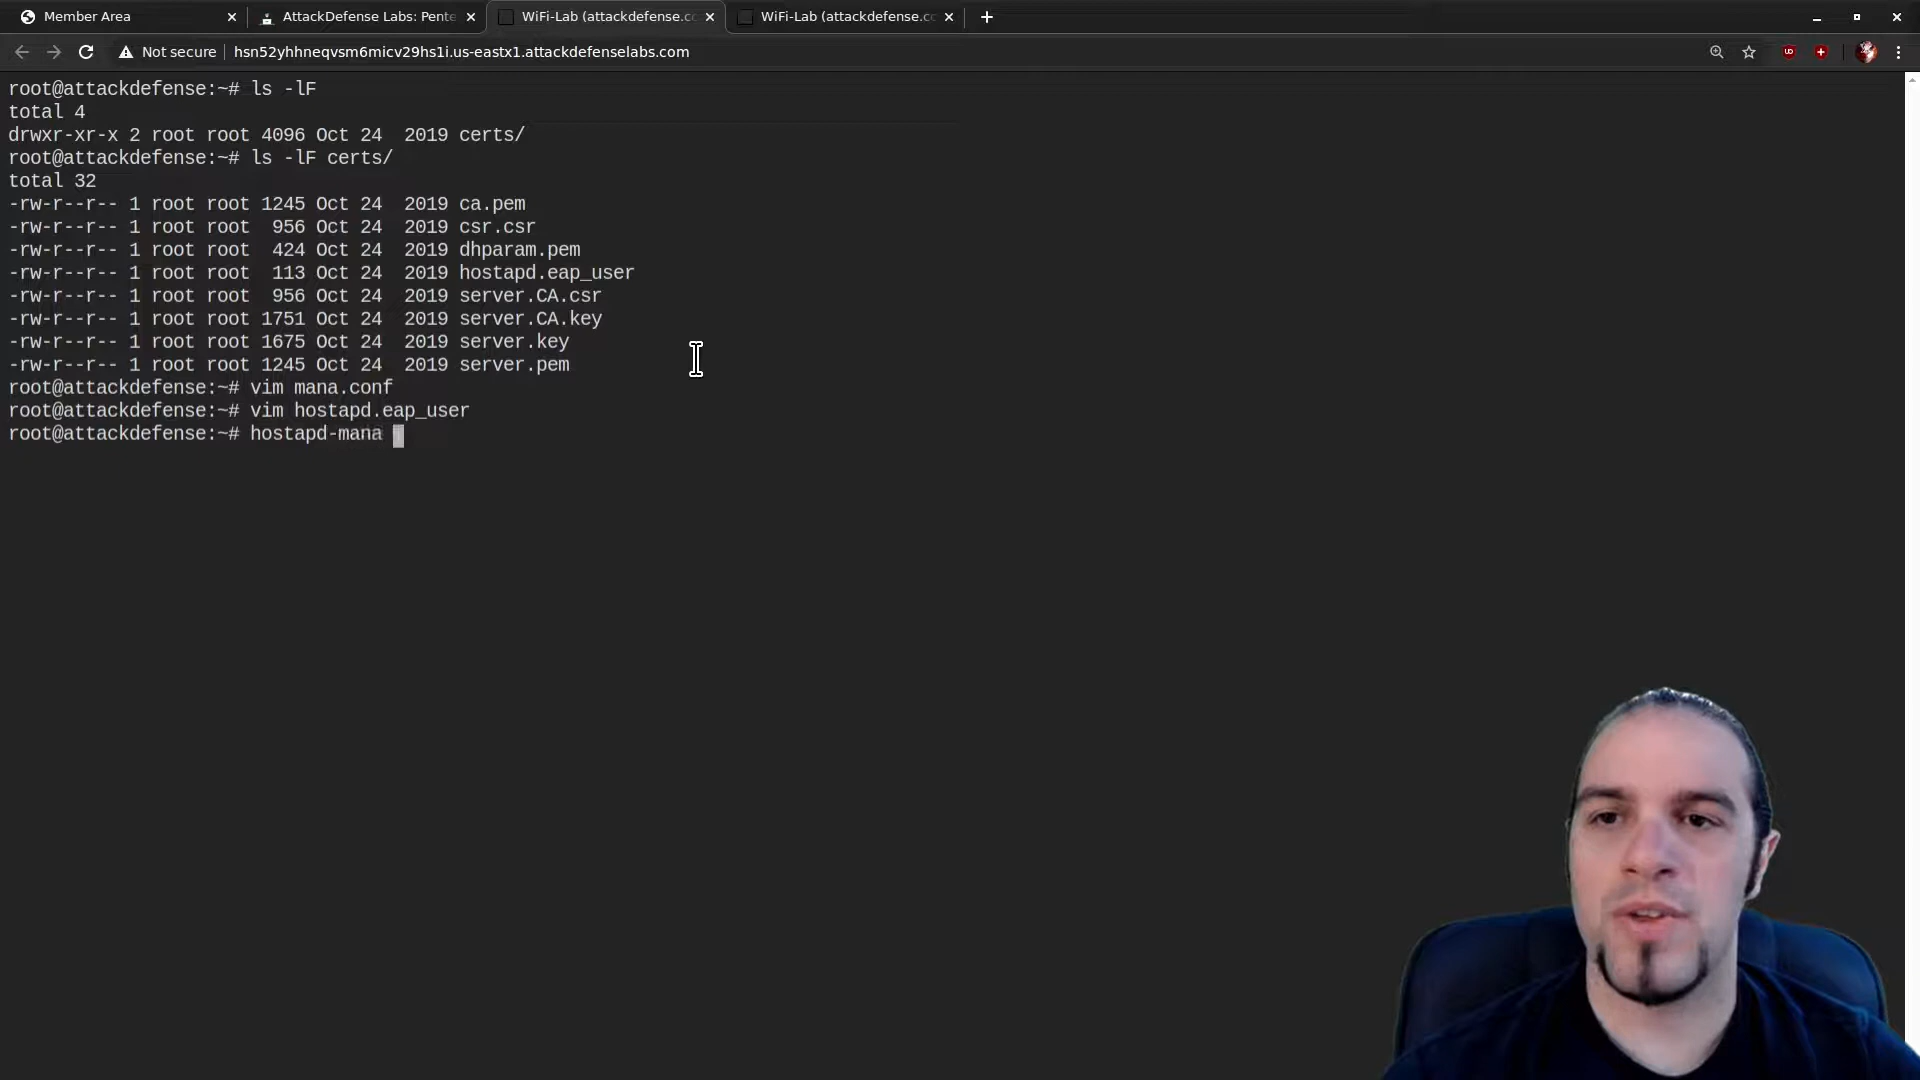 Member Area
AttackDefense Labs: Pente
WiFi-Lab (attackdefense.cc
WiFi-Lab (attackdefense.cc
Not secure hsn52yhhneqvsm6micv29hs1i.us-eastx1.attackdefenselabs.com
root@attackdefense:~# ls -lF
total 4
drwxr-xr-x 2 root root 4096 Oct 24  2019 certs/
root@attackdefense:~# ls -lF certs/
total 32
-rw-r--r-- 1 root root 1245 Oct 24  2019 ca.pem
-rw-r--r-- 1 root root  956 Oct 24  2019 csr.csr
-rw-r--r-- 1 root root  424 Oct 24  2019 dhparam.pem
-rw-r--r-- 1 root root  113 Oct 24  2019 hostapd.eap_user
-rw-r--r-- 1 root root  956 Oct 24  2019 server.CA.csr
-rw-r--r-- 1 root root 1751 Oct 24  2019 server.CA.key
-rw-r--r-- 1 root root 1675 Oct 24  2019 server.key
-rw-r--r-- 1 root root 1245 Oct 24  2019 server.pem
root@attackdefense:~# vim mana.conf
root@attackdefense:~# vim hostapd.eap_user
root@attackdefense:~# hostapd-mana